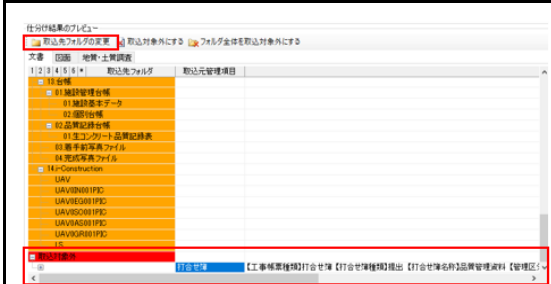 仕分け結果のプレビュー
取込先フォルダの変更 取込対象外にする フォルダ全体を取込対象外にする
文書 図面 地質・土質調査
1 2 3 4 5 6 * 取込先フォルダ 取込元管理項目
13.台帳
01.施設管理台帳
01.施設基本データ
02.個別台帳
02.品質記録台帳
01.生コンクリート品質記録表
03.着手前写真ファイル
04.完成写真ファイル
14.i-Construction
UAV
UAV0IN001PIC
UAV0EG001PIC
UAV0SO001PIC
UAV0AS001PIC
UAV0GR001PIC
LS
取込対象外
打合せ簿 【工事帳票種類】打合せ簿 【打合せ簿種類】提出 【打合せ簿名称】品質管理資料 【管理区